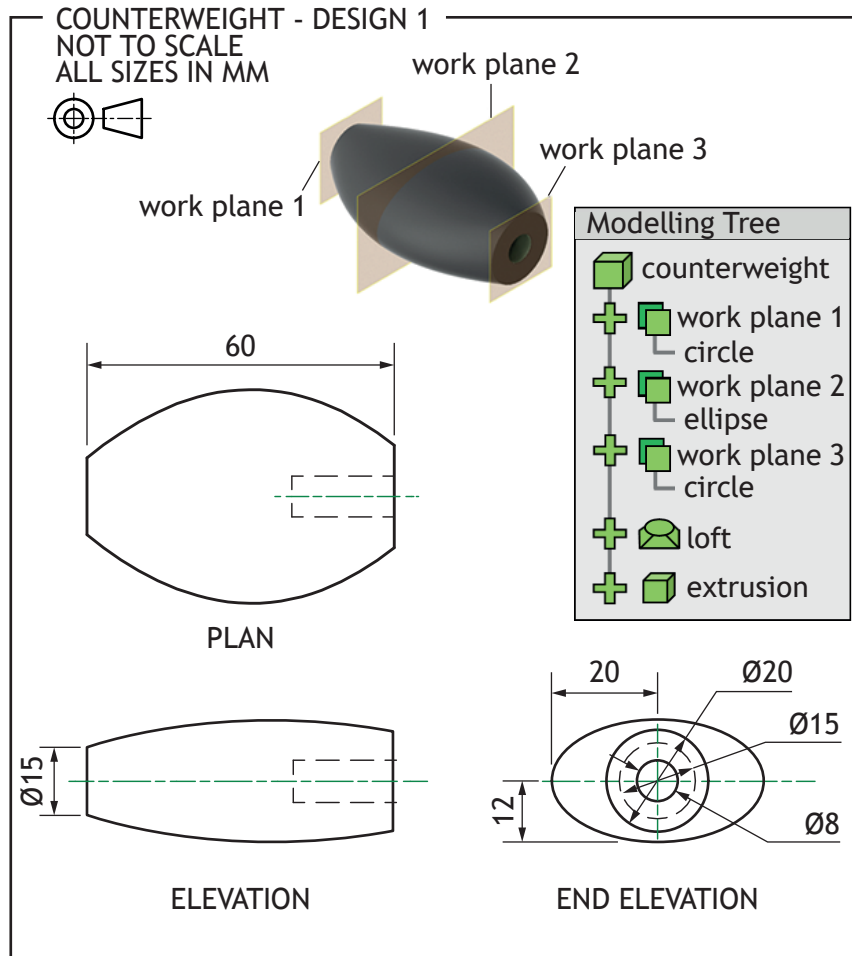 COUNTERWEIGHT - DESIGN 1
NOT TO SCALE
ALL SIZES IN MM
work plane 2
work plane 3
work plane 1
Modelling Tree
counterweight
work plane 1
circle
work plane 2
ellipse
work plane 3
circle
loft
extrusion
60
PLAN
20
Ø20
Ø15
Ø15
12
Ø8
ELEVATION
END ELEVATION